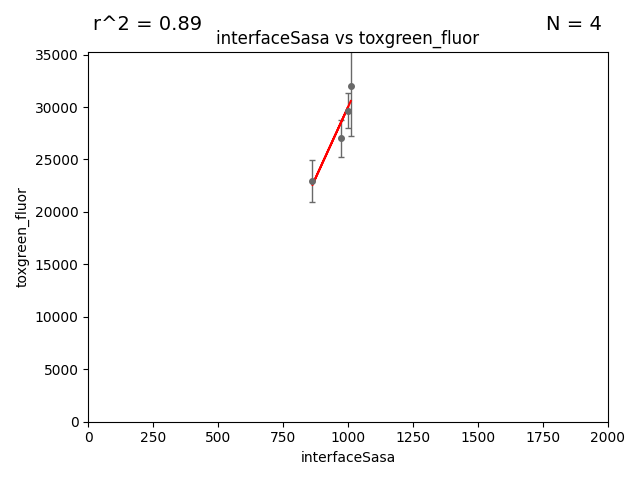 r^2 = 0.89
N = 4
interfaceSasa vs toxgreen_fluor
35000
30000
25000
20000
15000
10000
5000
0
toxgreen_fluor
0 250 500 750 1000 1250 1500 1750 2000
interfaceSasa